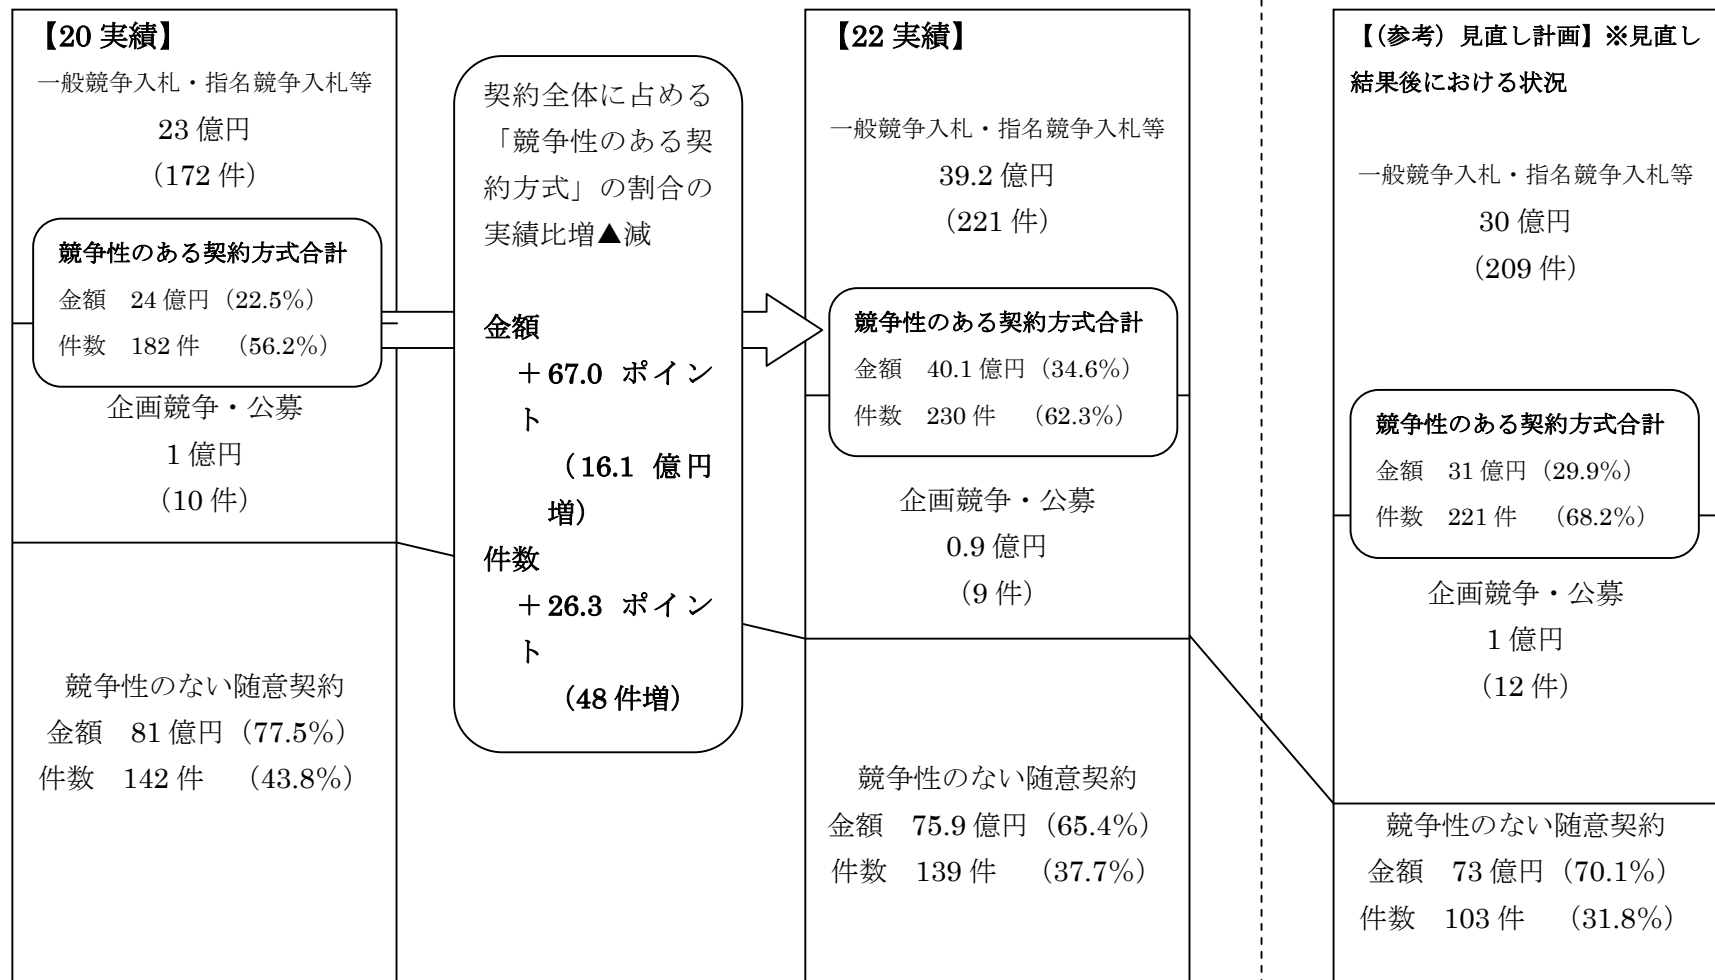 【20 実績】
一般競争入札・指名競争入札等
23 億円
（172 件）
競争性のある契約方式合計
金額　24 億円（22.5%）
件数　182 件　（56.2%）
企画競争・公募
1 億円
（10 件）
競争性のない随意契約
金額　81 億円（77.5%）
件数　142 件　（43.8%）
契約全体に占める
「競争性のある契
約方式」の割合の
実績比増▲減
金額
＋67.0 ポイン
ト
（16.1 億円
増）
件数
＋26.3 ポイン
ト
（48 件増）
【22 実績】
一般競争入札・指名競争入札等
39.2 億円
（221 件）
競争性のある契約方式合計
金額　40.1 億円（34.6%）
件数　230 件　（62.3%）
企画競争・公募
0.9 億円
（9 件）
競争性のない随意契約
金額　75.9 億円（65.4%）
件数　139 件　（37.7%）
【（参考）見直し計画】※見直し
結果後における状況
一般競争入札・指名競争入札等
30 億円
（209 件）
競争性のある契約方式合計
金額　31 億円（29.9%）
件数　221 件　（68.2%）
企画競争・公募
1 億円
（12 件）
競争性のない随意契約
金額　73 億円（70.1%）
件数　103 件　（31.8%）